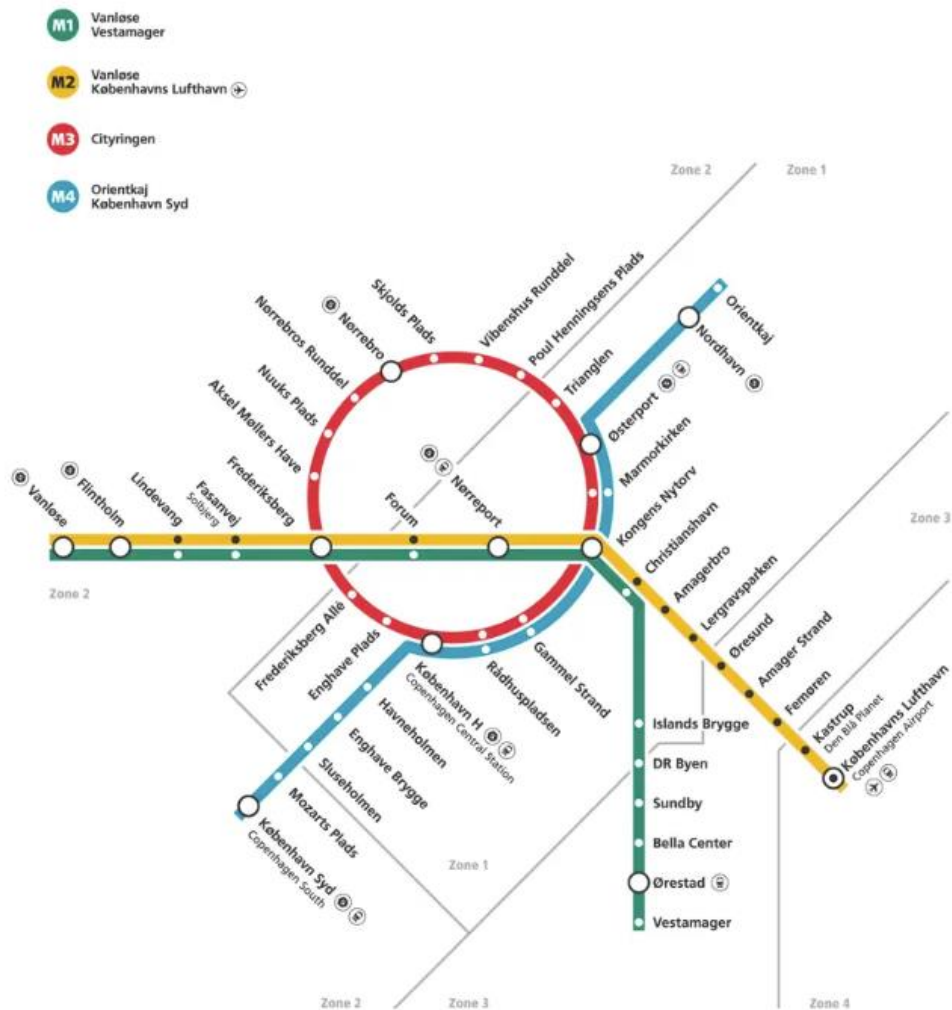 M1
Vanløse
Vestamager
M2
Vanløse
Københavns Lufthavn
M3
Cityringen
M4
Orientkaj
København Syd
Zone 2
Zone 1
Skjolds Plads
Vibenshus Runddel
Poul Henningsens Plads
Nørrebro
Nørrebros Runddel
Trianglen
Orientkaj
Nordhavn
Nuuks Plads
Østerport
Aksel Møllers Have
Marmorkirken
Frederiksberg
Nørreport
Forum
Kongens Nytorv
Vanløse
Flintholm
Lindevang
Fasanvej
Solbjerg
Christianshavn
Zone 3
Amagerbro
Lergravsparken
Zone 2
Øresund
Amager Strand
Femøren
Kastrup
Den Blå Planet
Københavns Lufthavn
Copenhagen Airport
Frederiksberg Allé
Enghave Plads
København H
Copenhagen Central Station
Rådhuspladsen
Gammel Strand
Havneholmen
Enghave Brygge
Sluseholmen
Mozarts Plads
København Syd
Copenhagen South
Islands Brygge
DR Byen
Sundby
Bella Center
Zone 1
Ørestad
Vestamager
Zone 2
Zone 3
Zone 4